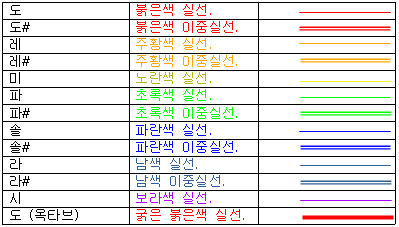 도 붉은색 실선.
도# 붉은색 이중실선.
레 주황색 실선.
레# 주황색 이중실선.
미 노란색 실선.
파 초록색 실선.
파# 초록색 이중실선.
솔 파란색 실선.
솔# 파란색 이중실선.
라 남색 실선.
라# 남색 이중실선.
시 보라색 실선.
도 (옥타브) 굵은 붉은색 실선.